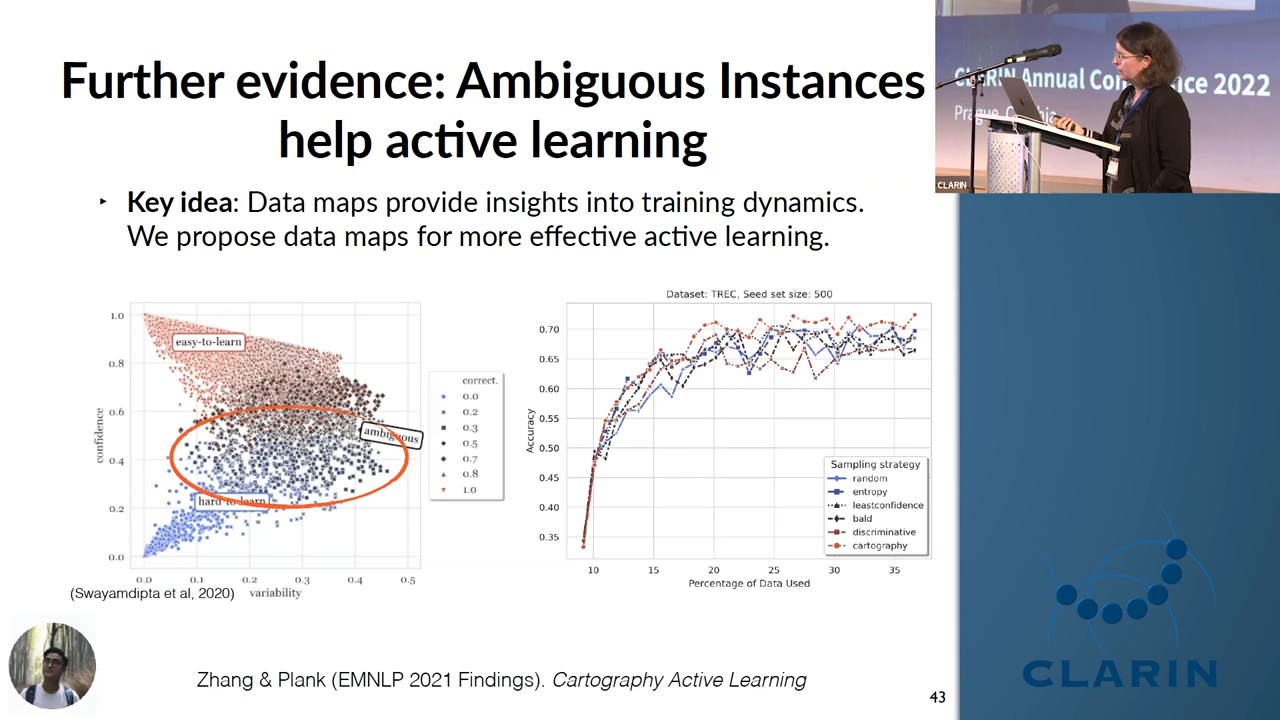 Further evidence: Ambiguous Instances
help active learning
‣ Key idea: Data maps provide insights into training dynamics.
We propose data maps for more effective active learning.
1.0
0.8
0.6
0.4
0.2
0.0
confidence
easy-to-learn
ambiguous
hard-to-learn
0.0 0.1 0.2 0.3 0.4 0.5
variability
(Swayamdipta et al, 2020)
correct.
0.0
0.2
0.3
0.5
0.7
0.8
1.0
Dataset: TREC, Seed set size: 500
0.70
0.65
0.60
0.55
0.50
0.45
0.40
0.35
Accuracy
Sampling strategy
random
entropy
leastconfidence
bald
discriminative
cartography
10 15 20 25 30 35
Percentage of Data Used
Zhang & Plank (EMNLP 2021 Findings). Cartography Active Learning
43
CLARIN Annual Conference 2022
Prague, Czechia
CLARIN
CLARIN